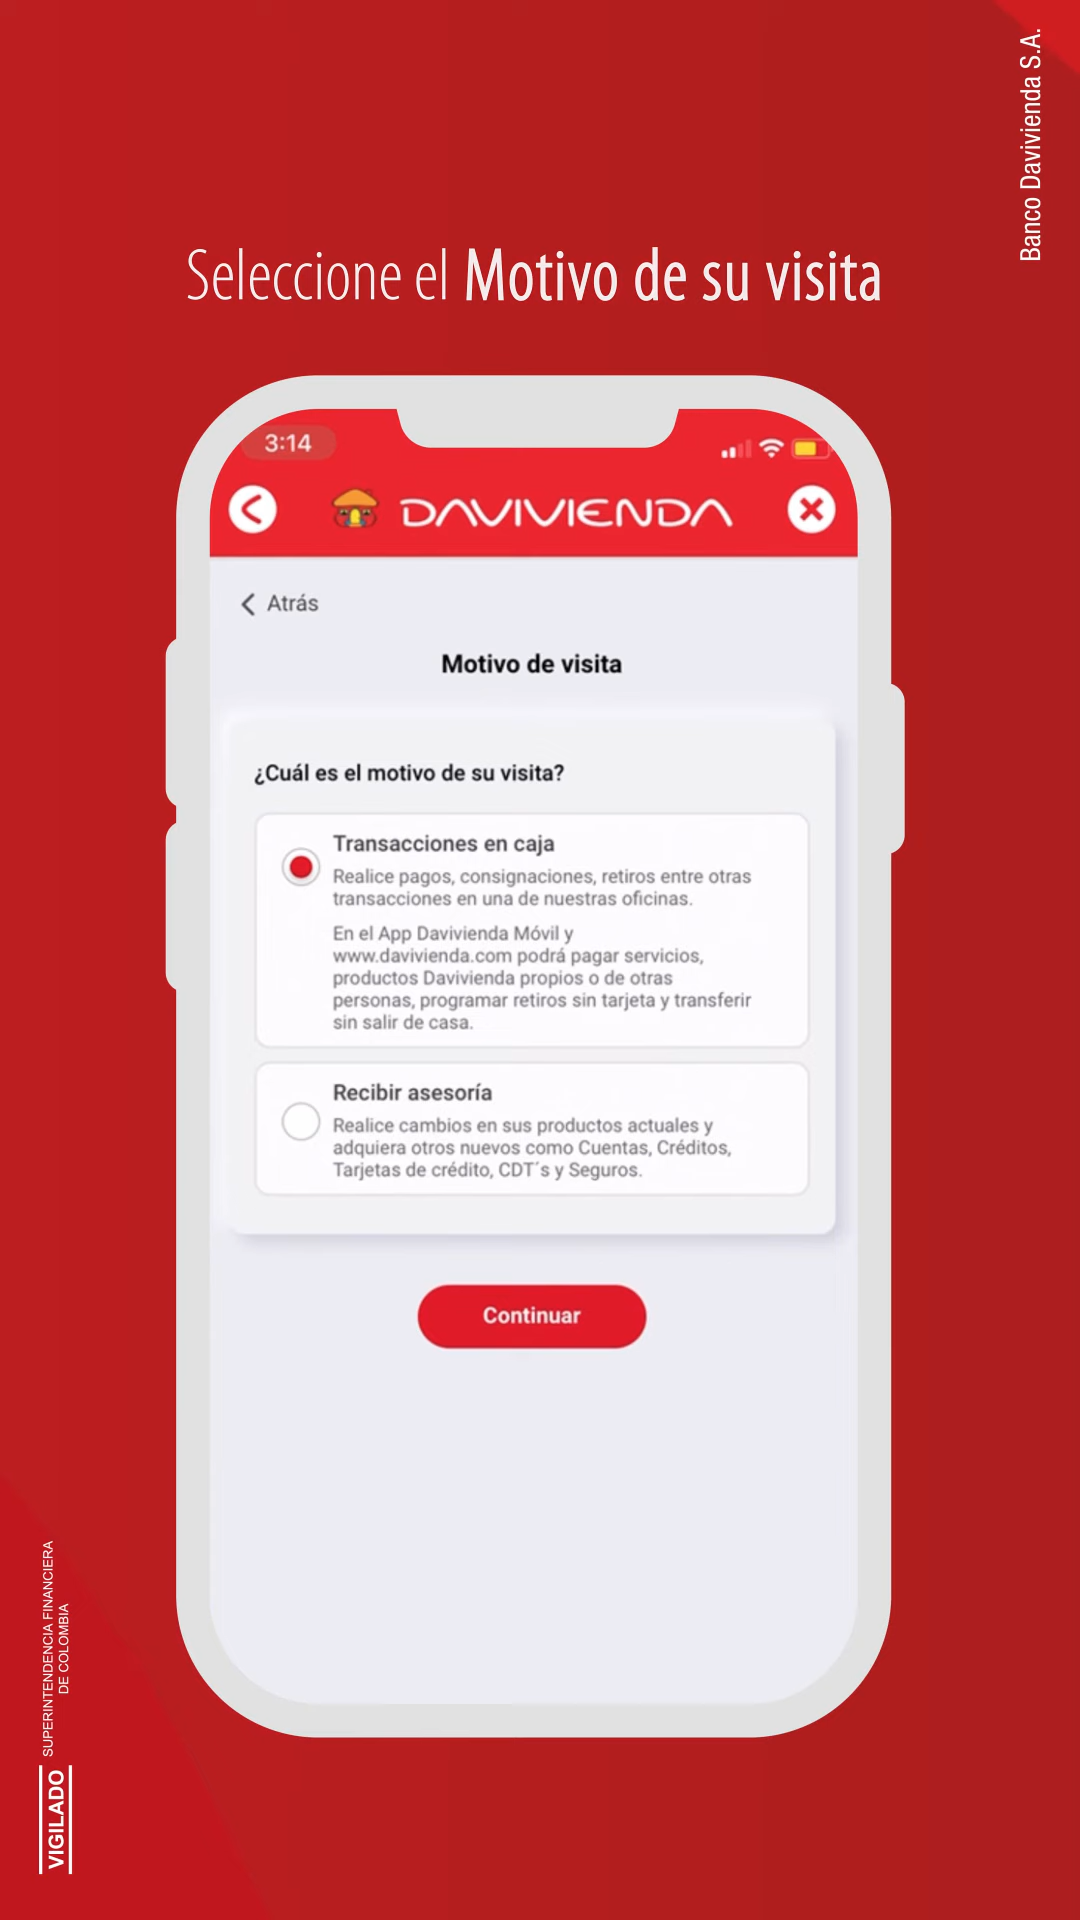 Banco Davivienda S.A.
Seleccione el Motivo de su visita
3:14
DAVIVIENDA
Atrás
Motivo de visita
¿Cuál es el motivo de su visita?
Transacciones en caja
Realice pagos, consignaciones, retiros entre otras
transacciones en una de nuestras oficinas.
En el App Davivienda Móvil y
www.davivienda.com podrá pagar servicios,
productos Davivienda propios o de otras
personas, programar retiros sin tarjeta y transferir
sin salir de casa.
Recibir asesoría
Realice cambios en sus productos actuales y
adquiera otros nuevos como Cuentas, Créditos,
Tarjetas de crédito, CDT´s y Seguros.
Continuar
VIGILADO
SUPERINTENDENCIA FINANCIERA
DE COLOMBIA